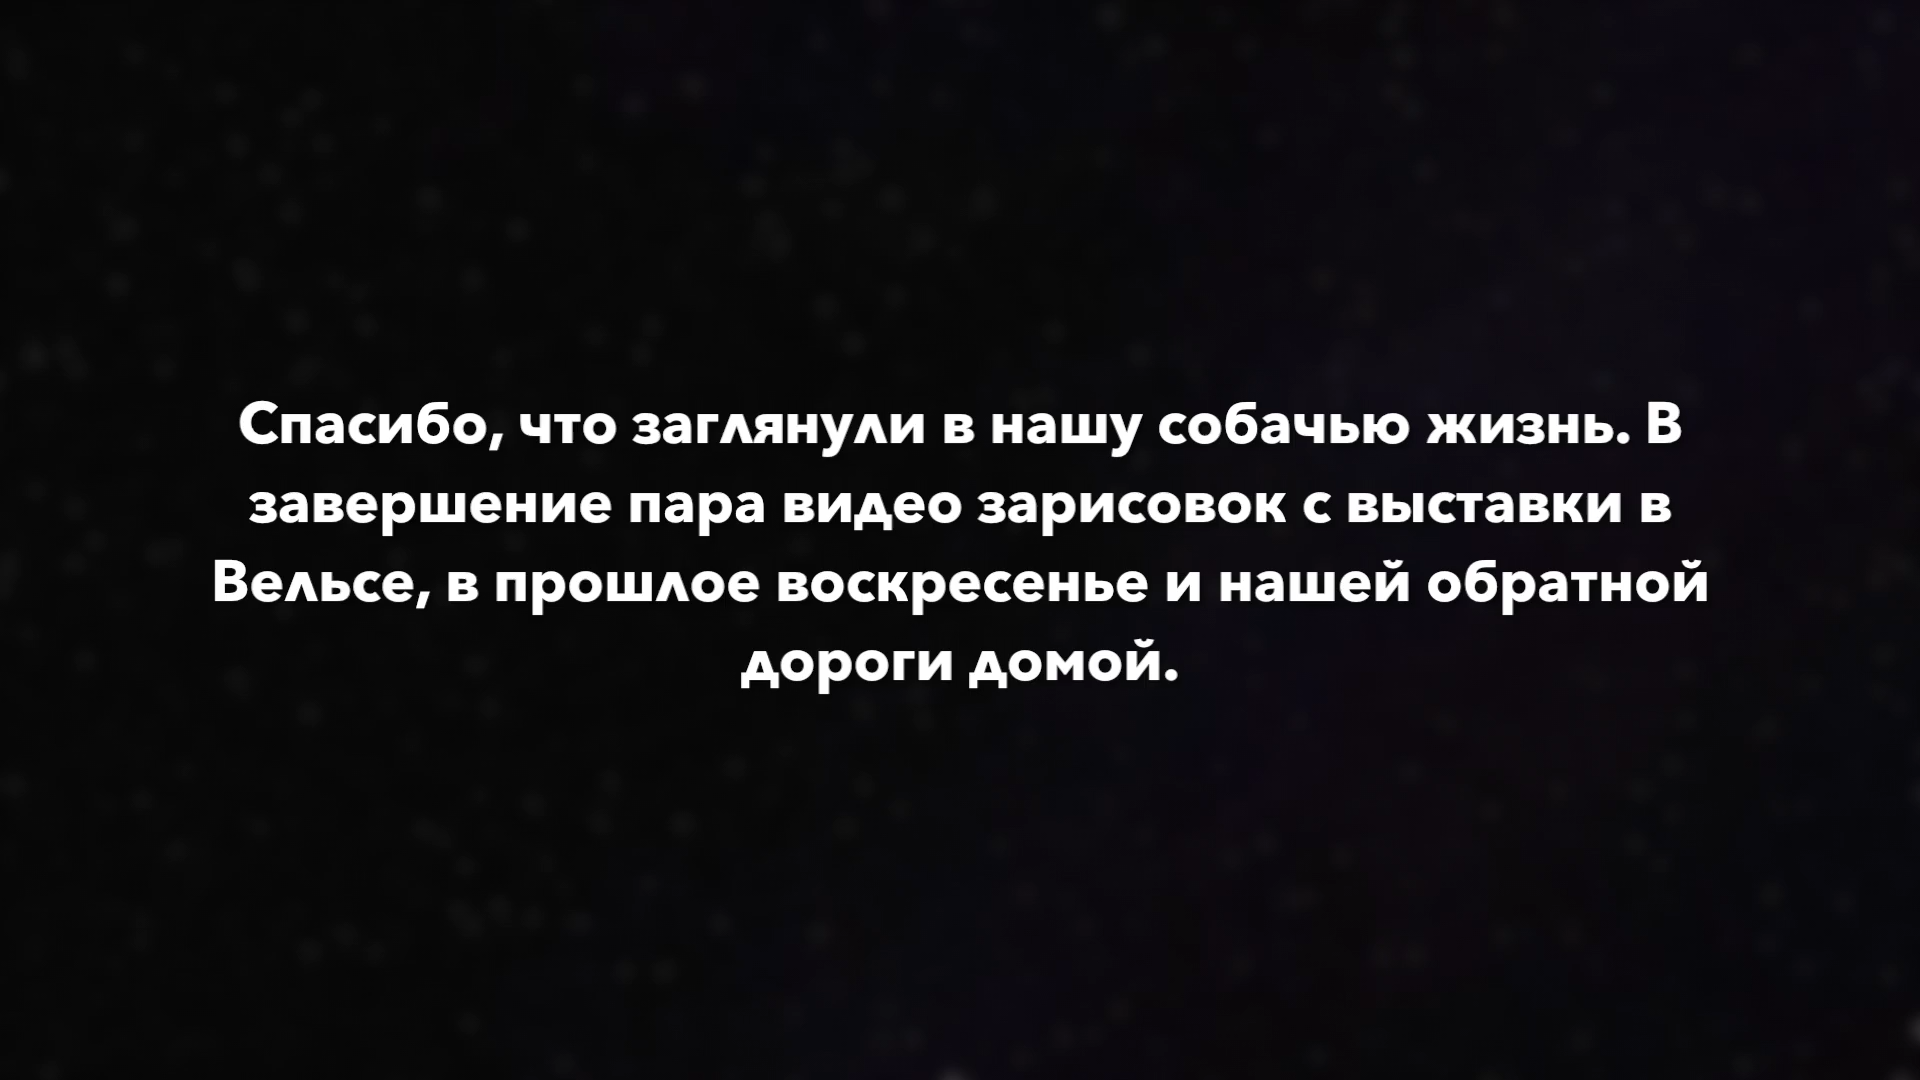 Спасибо, что заглянули в нашу собачью жизнь. В
завершение пара видео зарисовок с выставки в
Вельсе, в прошлое воскресенье и нашей обратной
дороги домой.